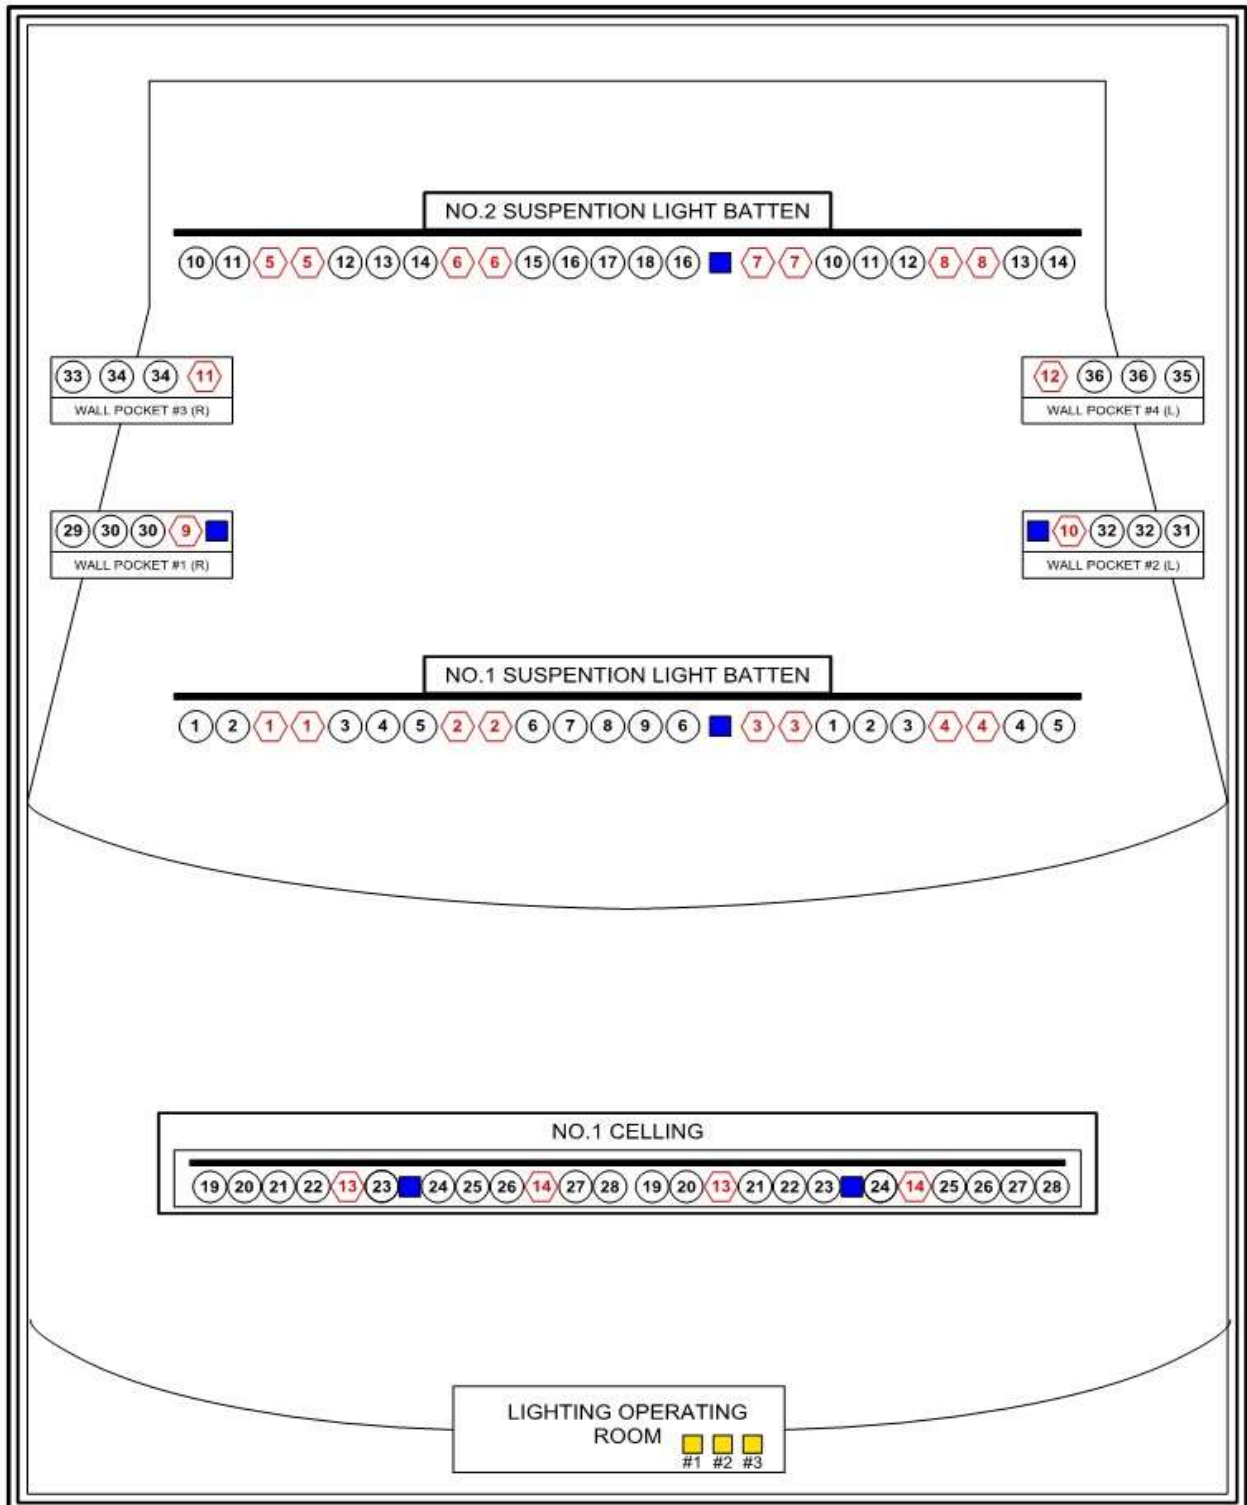 NO.2 SUSPENTION LIGHT BATTEN
10 11 5 5 12 13 14 6 6 15 16 17 18 16 7 7 10 11 12 8 8 13 14
33 34 34 11
WALL POCKET #3 (R)
12 36 36 35
WALL POCKET #4 (L)
29 30 30 9
WALL POCKET #1 (R)
10 32 32 31
WALL POCKET #2 (L)
NO.1 SUSPENTION LIGHT BATTEN
1 2 1 1 3 4 5 2 2 6 7 8 9 6 3 3 1 2 3 4 4 4 5
NO.1 CELLING
19 20 21 22 13 23 24 25 26 14 27 28 19 20 13 21 22 23 24 14 25 26 27 28
LIGHTING OPERATING
ROOM
#1 #2 #3